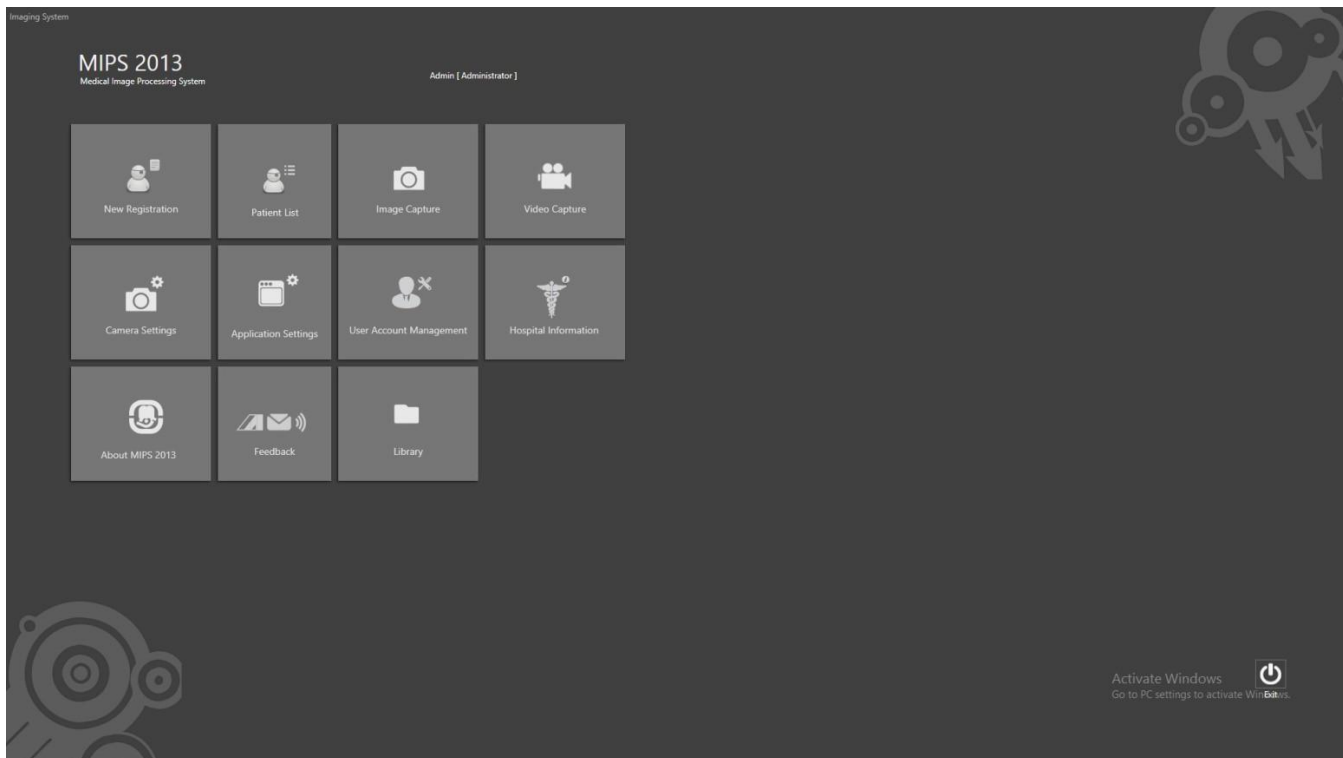 Imaging System
MIPS 2013
Medical Image Processing System
Admin [ Administrator ]
New Registration
Patient List
Image Capture
Video Capture
Camera Settings
Application Settings
User Account Management
Hospital Information
About MIPS 2013
Feedback
Library
Activate Windows
Go to PC settings to activate Windows.
Exit